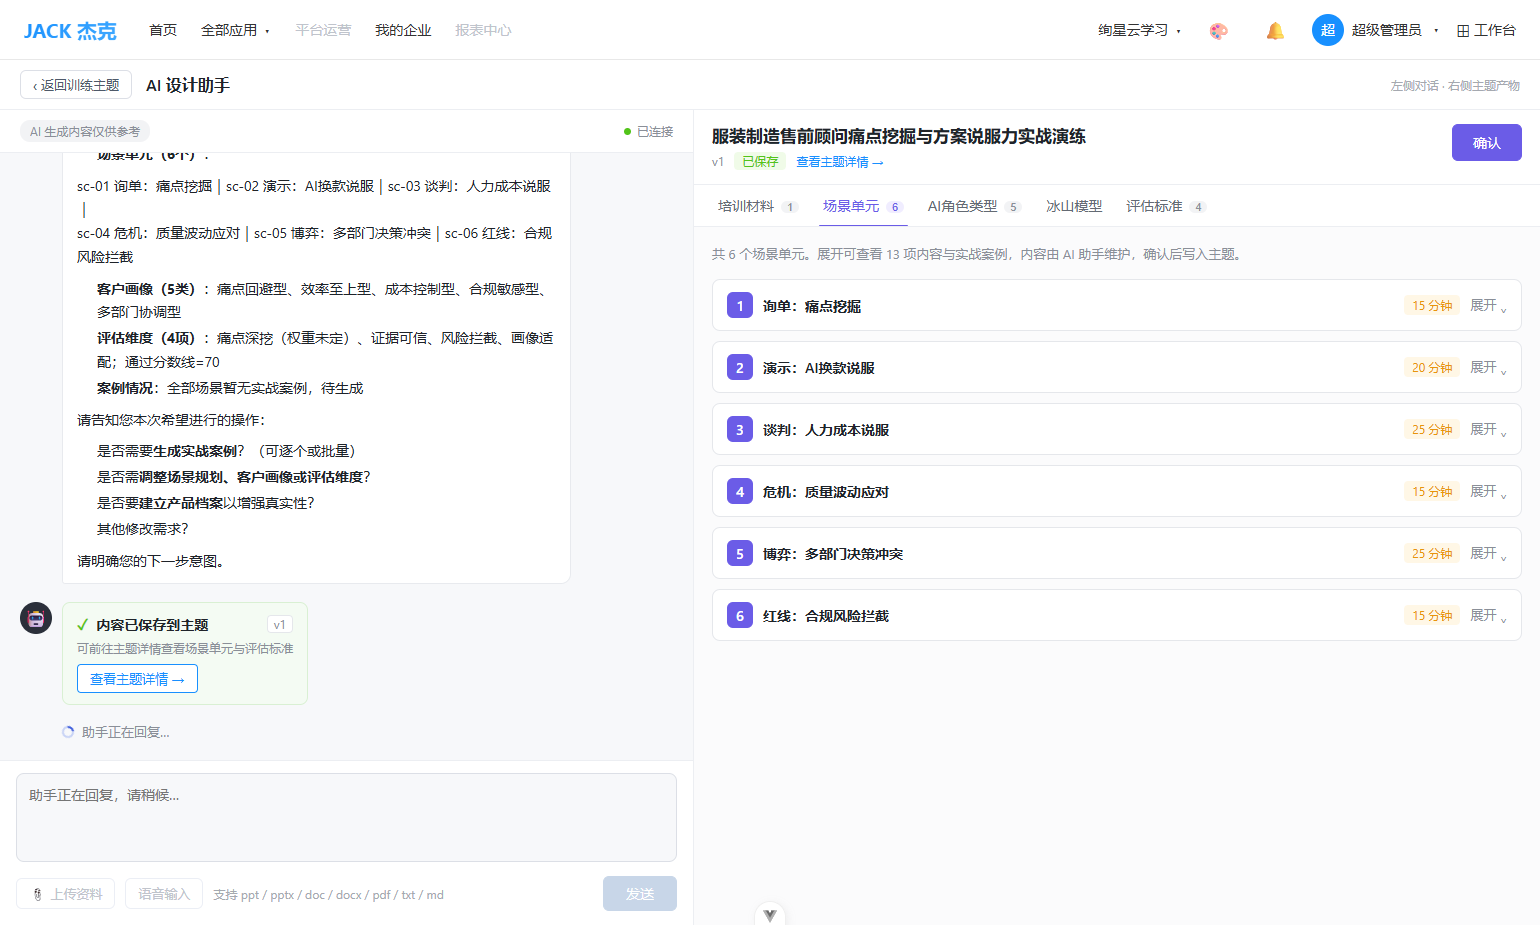 JACK 杰克 首页 全部应用 平台运营 我的企业 报表中心 绚星云学习 超 超级管理员 工作台
‹ 返回训练主题 AI 设计助手 左侧对话 · 右侧主题产物
AI 生成内容仅供参考 已连接
场景单元（6个）：
sc-01 询单：痛点挖掘 | sc-02 演示：AI换款说服 | sc-03 谈判：人力成本说服
|
sc-04 危机：质量波动应对 | sc-05 博弈：多部门决策冲突 | sc-06 红线：合规
风险拦截
客户画像（5类）：痛点回避型、效率至上型、成本控制型、合规敏感型、
多部门协调型
评估维度（4项）：痛点深挖（权重未定）、证据可信、风险拦截、画像适
配；通过分数线=70
案例情况：全部场景暂无实战案例，待生成
请告知您本次希望进行的操作：
是否需要生成实战案例？（可逐个或批量）
是否需调整场景规划、客户画像或评估维度？
是否要建立产品档案以增强真实性？
其他修改需求？
请明确您的下一步意图。
✓ 内容已保存到主题 v1
可前往主题详情查看场景单元与评估标准
查看主题详情 →
助手正在回复...
助手正在回复，请稍候...
上传资料 语音输入 支持 ppt / pptx / doc / docx / pdf / txt / md 发送
服装制造售前顾问痛点挖掘与方案说服力实战演练
v1 已保存 查看主题详情 → 确认
培训材料 1 场景单元 6 AI角色类型 5 冰山模型 评估标准 4
共 6 个场景单元。展开可查看 13 项内容与实战案例，内容由 AI 助手维护，确认后写入主题。
1 询单：痛点挖掘 15 分钟 展开
2 演示：AI换款说服 20 分钟 展开
3 谈判：人力成本说服 25 分钟 展开
4 危机：质量波动应对 15 分钟 展开
5 博弈：多部门决策冲突 25 分钟 展开
6 红线：合规风险拦截 15 分钟 展开